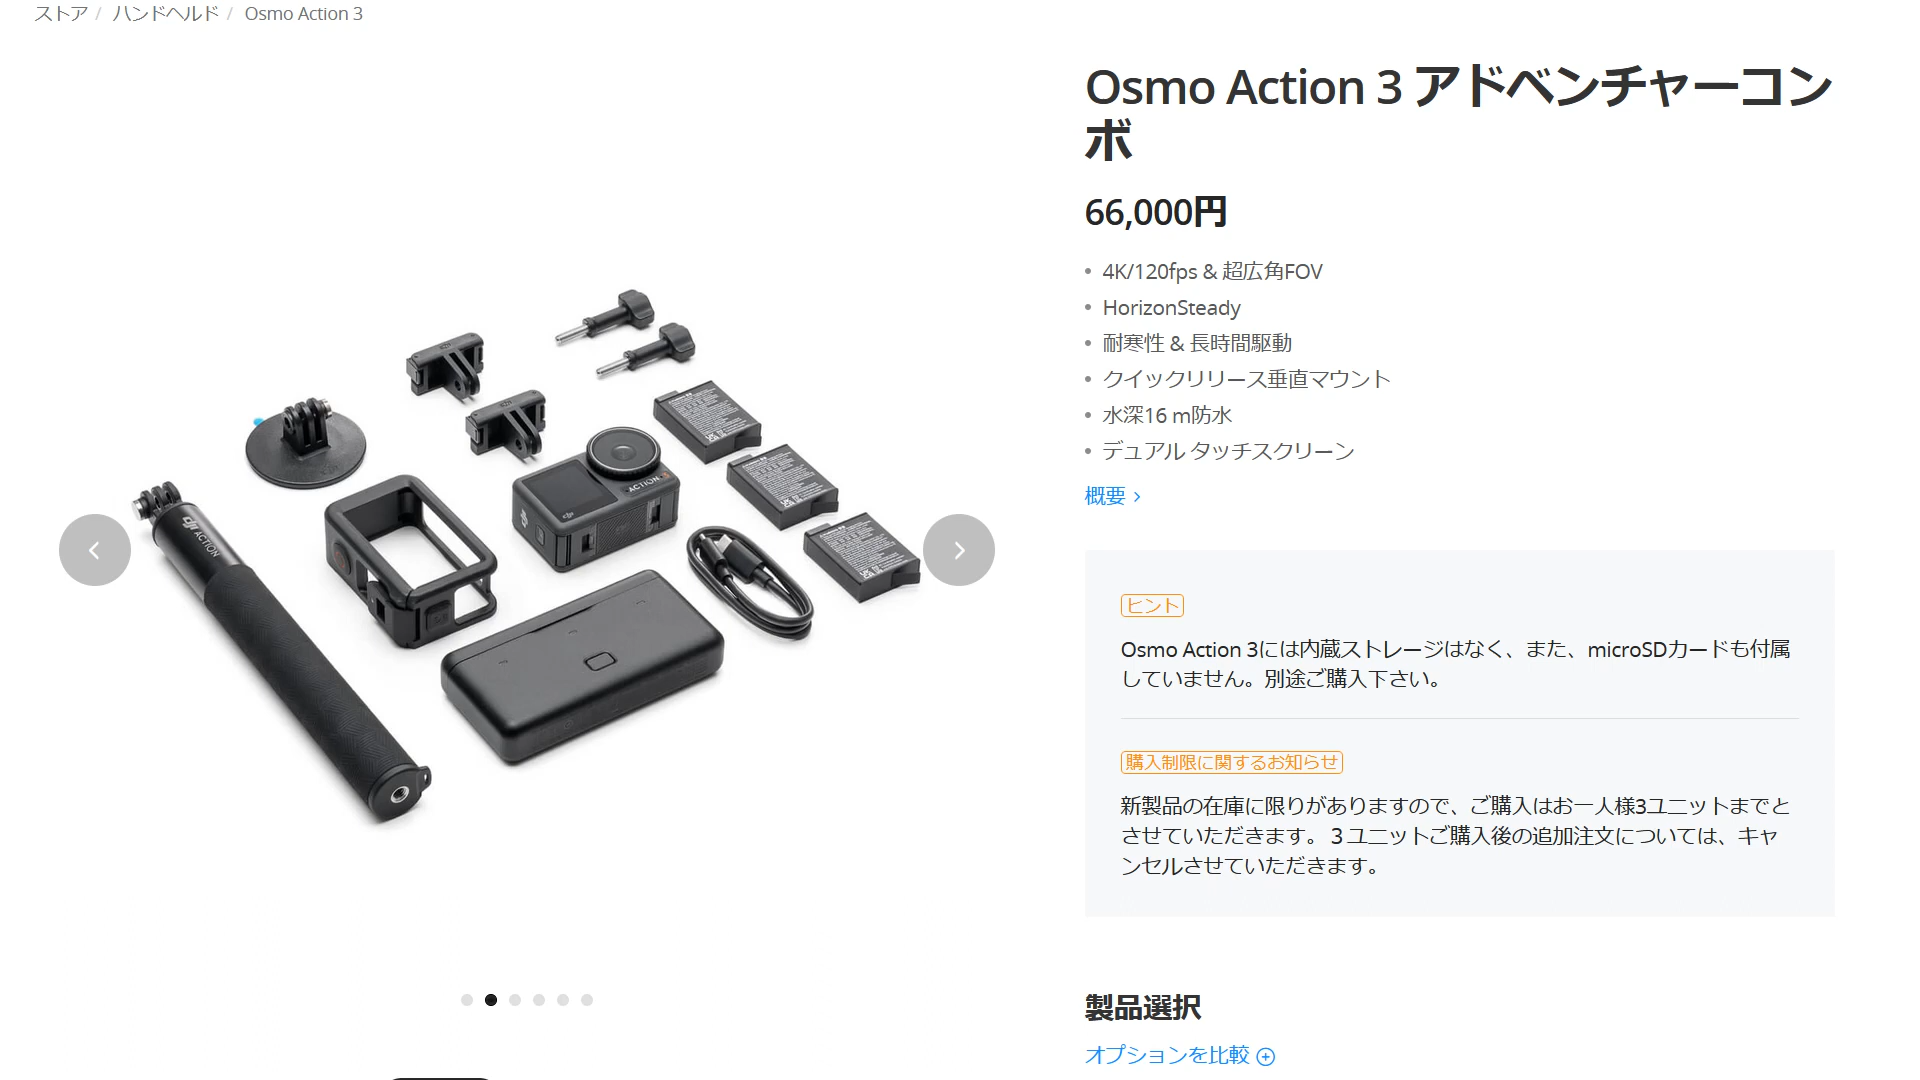 ストア / ハンドヘルド / Osmo Action 3
Osmo Action 3 アドベンチャーコン
ボ
66,000円
• 4K/120fps & 超広角FOV
• HorizonSteady
• 耐寒性 & 長時間駆動
• クイックリリース垂直マウント
• 水深16 m防水
• デュアル タッチスクリーン
概要 >
ヒント
Osmo Action 3には内蔵ストレージはなく、また、microSDカードも付属
していません。別途ご購入下さい。
購入制限に関するお知らせ
新製品の在庫に限りがありますので、ご購入はお一人様3ユニットまでと
させていただきます。３ユニットご購入後の追加注文については、キャ
ンセルさせていただきます。
製品選択
オプションを比較
dji ACTION
ACTION 3